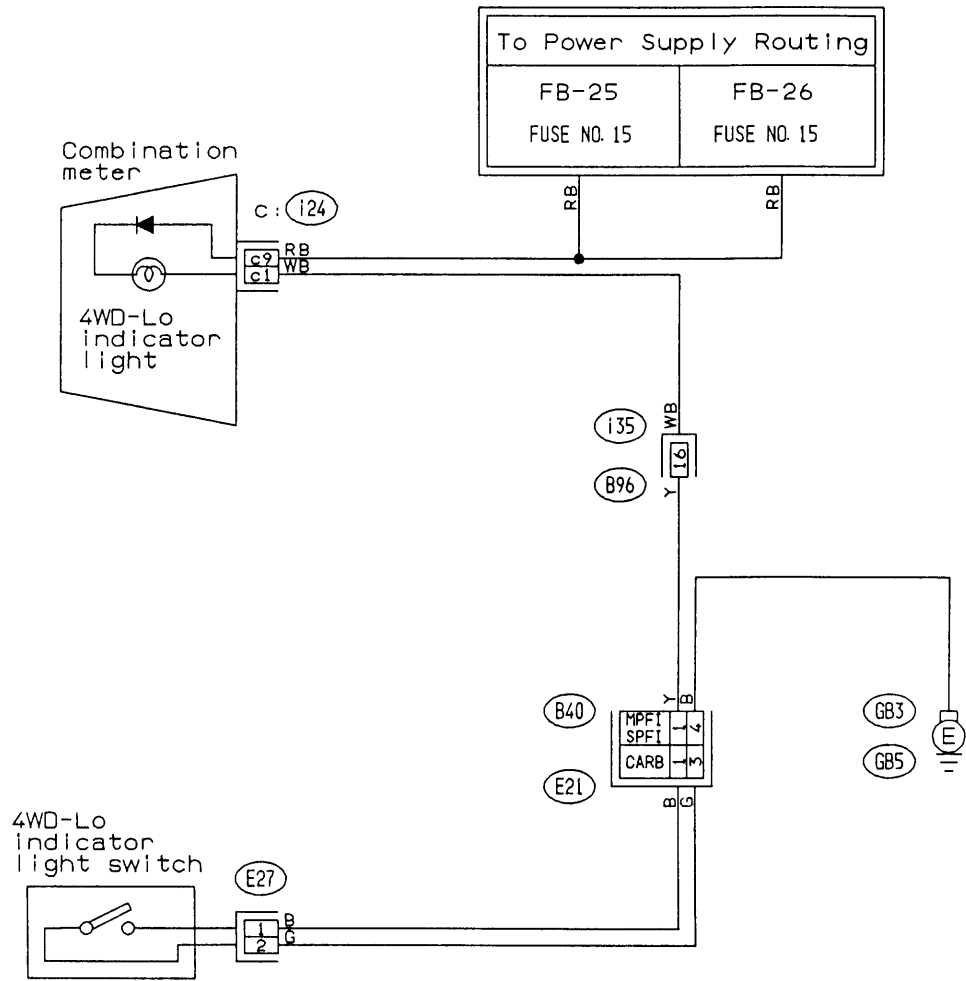 To Power Supply Routing
FB-25
FUSE NO. 15
FB-26
FUSE NO. 15
RB
RB
Combination
meter
c: i24
c9 RB
c1 WB
4WD-Lo
indicator
light
WB
i35
16
B96
Y
Y B
B40
MPFI
SPFI 1 4
CARB 1 3
E21
B G
GB3
E
GB5
4WD-Lo
indicator
light switch
E27
1 B
2 G